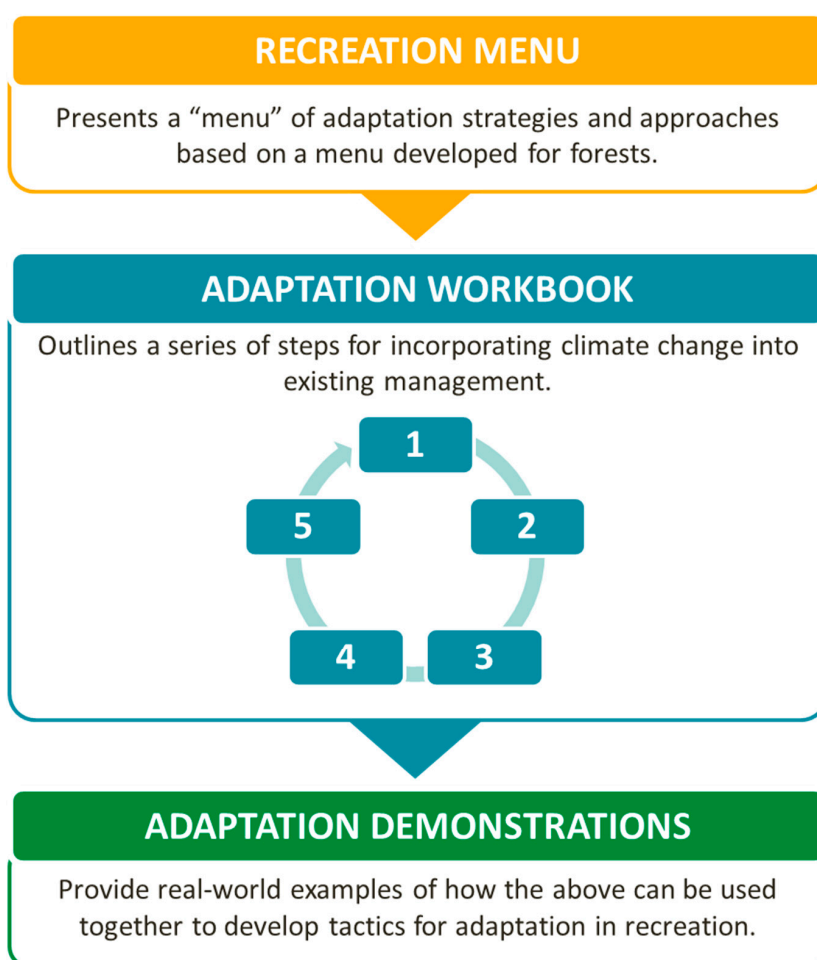 RECREATION MENU
Presents a “menu” of adaptation strategies and approaches
based on a menu developed for forests.
ADAPTATION WORKBOOK
Outlines a series of steps for incorporating climate change into
existing management.
1
5
2
4
3
ADAPTATION DEMONSTRATIONS
Provide real-world examples of how the above can be used
together to develop tactics for adaptation in recreation.